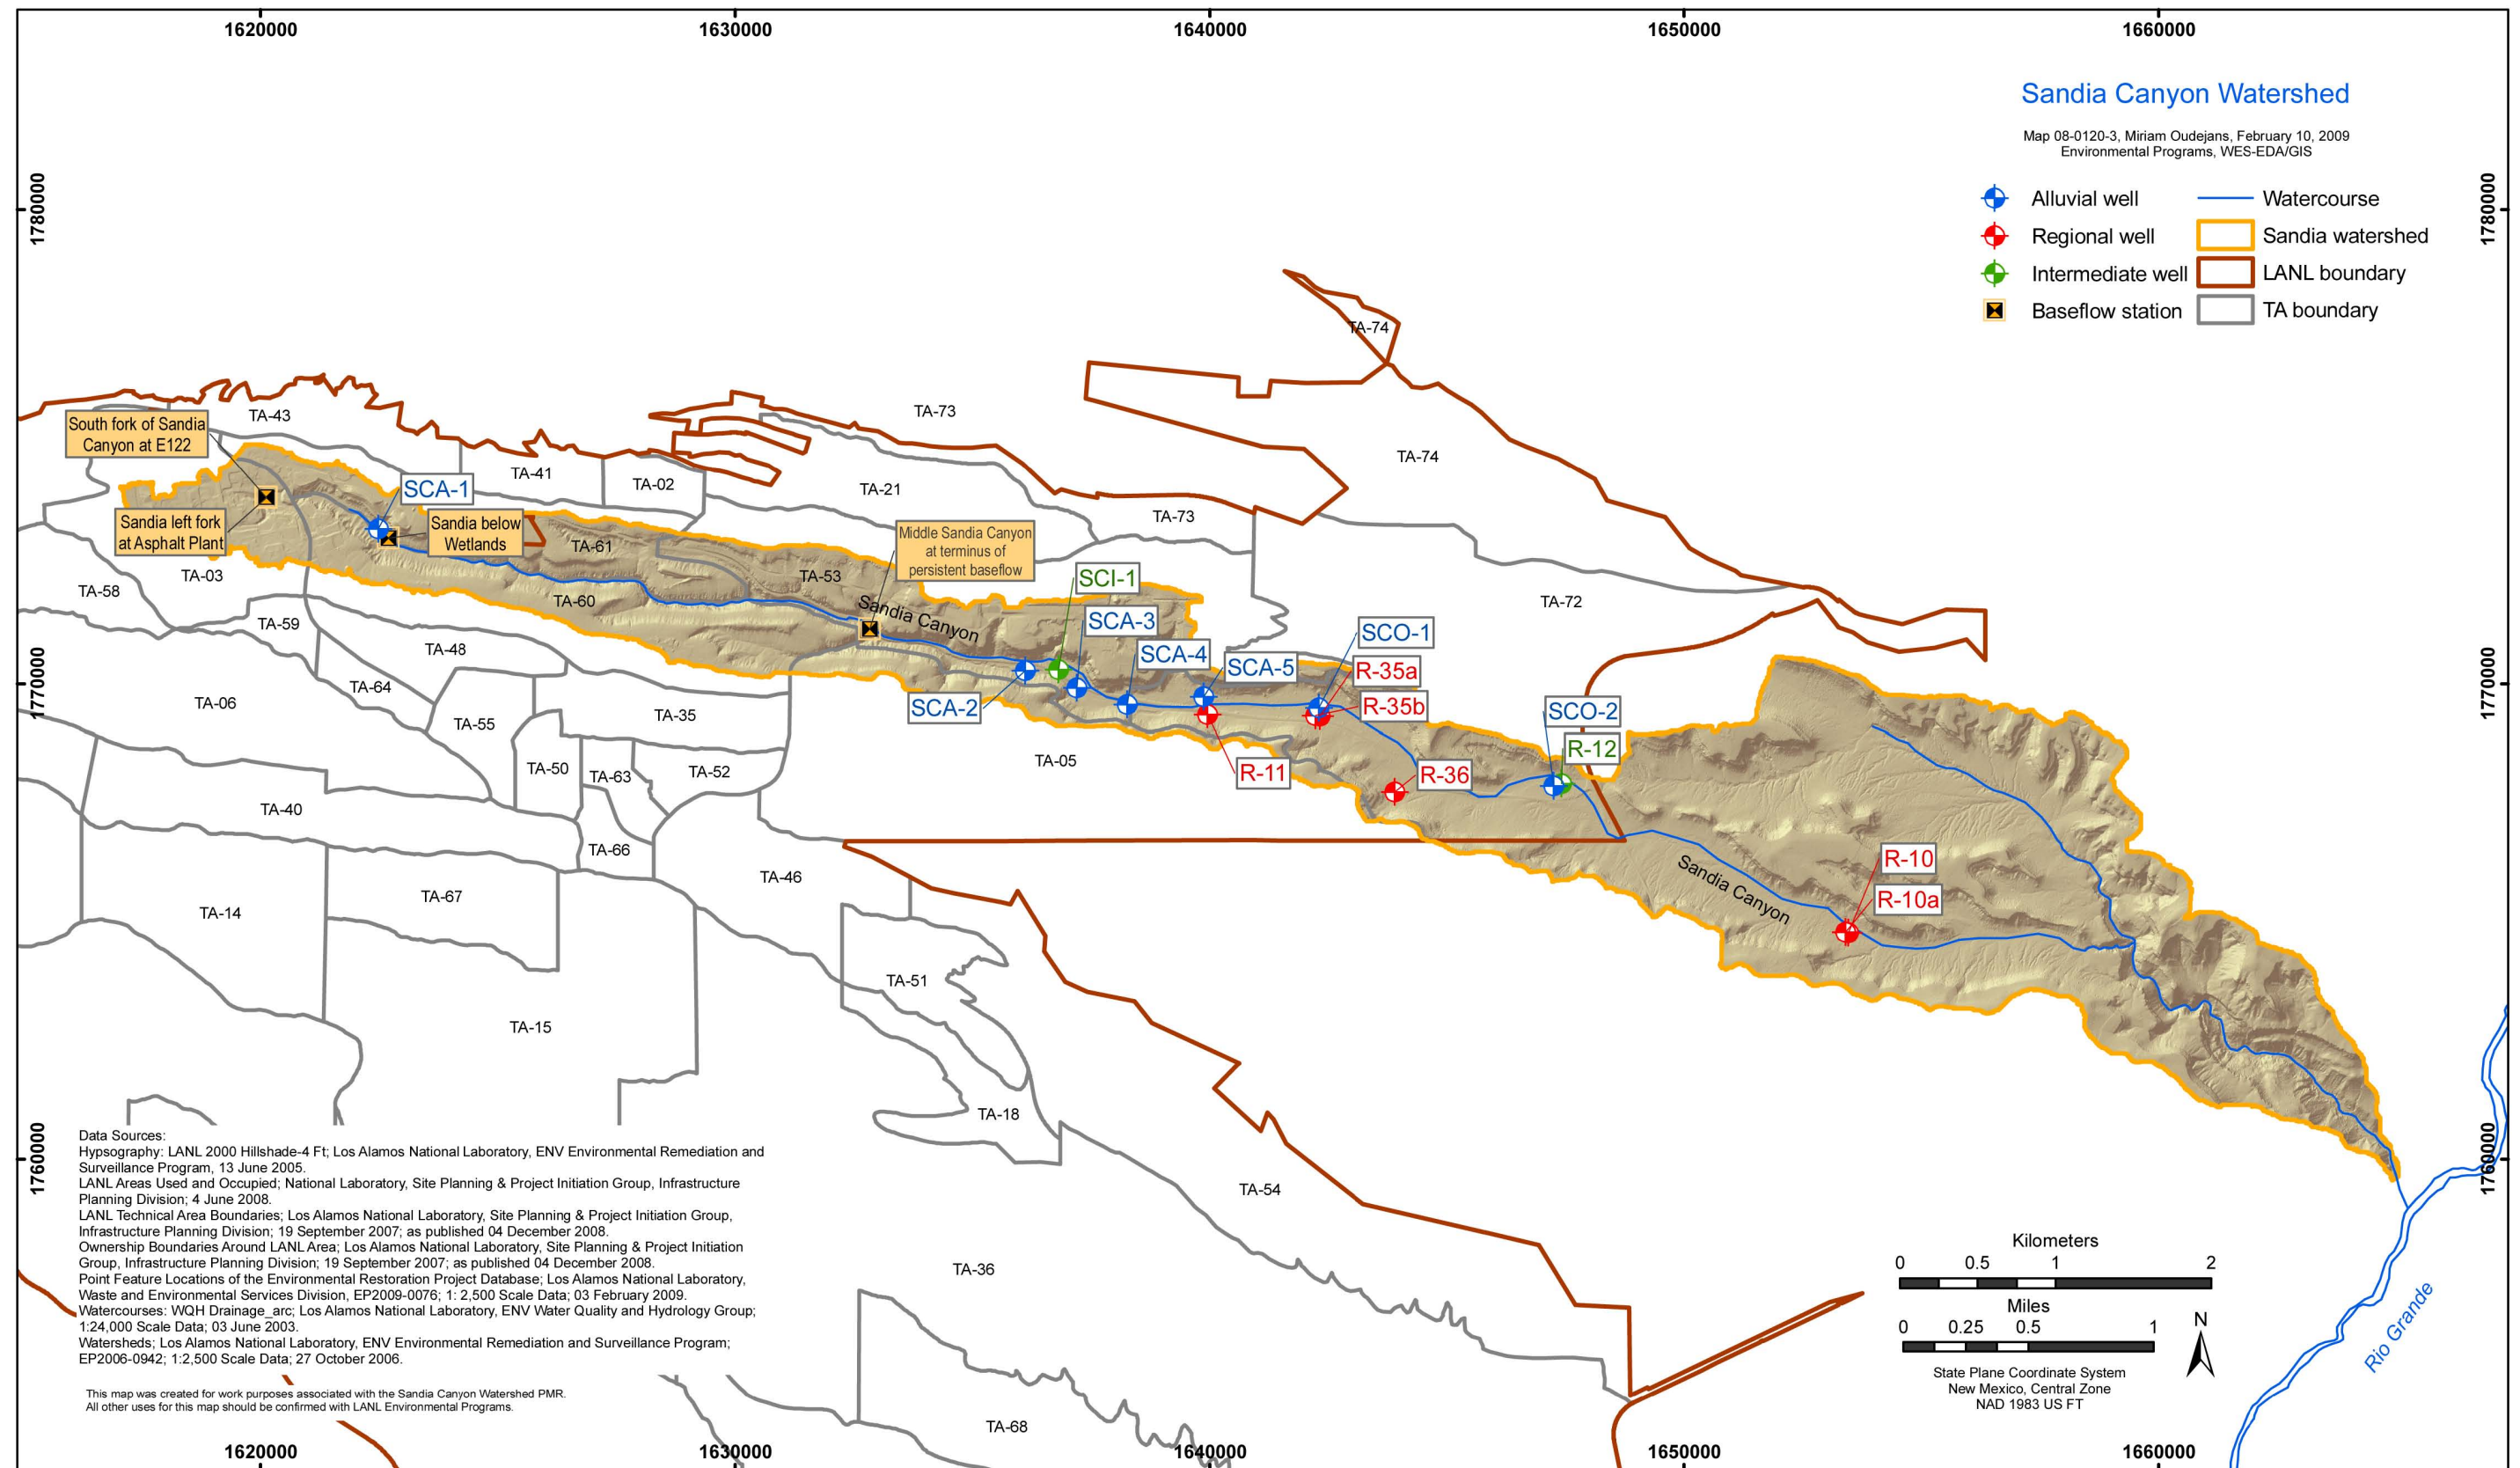 1620000
1630000
1640000
1650000
1660000
Sandia Canyon Watershed
Map 08-0120-3, Miriam Oudejans, February 10, 2009
Environmental Programs, WES-EDA/GIS
1780000
1780000
Alluvial well
Watercourse
Regional well
Sandia watershed
Intermediate well
LANL boundary
Baseflow station
TA boundary
TA-74
TA-43
TA-73
South fork of Sandia
Canyon at E122
TA-74
TA-41
TA-02
TA-21
SCA-1
TA-73
Sandia left fork
at Asphalt Plant
Sandia below
Wetlands
Middle Sandia Canyon
at terminus of
persistent baseflow
TA-61
TA-03
TA-53
SCI-1
TA-58
TA-60
TA-72
Sandia Canyon
TA-59
SCA-3
SCO-1
TA-48
SCA-4
SCA-5
R-35a
1770000
1770000
TA-64
TA-06
SCA-2
R-35b
SCO-2
TA-55
TA-35
R-12
TA-05
TA-50
TA-63
TA-52
R-11
R-36
TA-40
TA-66
R-10
TA-46
Sandia Canyon
TA-67
R-10a
TA-14
TA-51
TA-15
TA-18
1760000
1760000
Data Sources:
Hypsography: LANL 2000 Hillshade-4 Ft; Los Alamos National Laboratory, ENV Environmental Remediation and
Surveillance Program, 13 June 2005.
LANL Areas Used and Occupied; National Laboratory, Site Planning & Project Initiation Group, Infrastructure
Planning Division; 4 June 2008.
LANL Technical Area Boundaries; Los Alamos National Laboratory, Site Planning & Project Initiation Group,
Infrastructure Planning Division; 19 September 2007; as published 04 December 2008.
Ownership Boundaries Around LANL Area; Los Alamos National Laboratory, Site Planning & Project Initiation
Group, Infrastructure Planning Division; 19 September 2007; as published 04 December 2008.
Point Feature Locations of the Environmental Restoration Project Database; Los Alamos National Laboratory,
Waste and Environmental Services Division, EP2009-0076; 1: 2,500 Scale Data; 03 February 2009.
Watercourses: WQH Drainage_arc; Los Alamos National Laboratory, ENV Water Quality and Hydrology Group;
1:24,000 Scale Data; 03 June 2003.
Watersheds; Los Alamos National Laboratory, ENV Environmental Remediation and Surveillance Program;
EP2006-0942; 1:2,500 Scale Data; 27 October 2006.
This map was created for work purposes associated with the Sandia Canyon Watershed PMR.
All other uses for this map should be confirmed with LANL Environmental Programs.
TA-54
TA-36
TA-68
Kilometers
0 0.5 1 2
Miles
0 0.25 0.5 1
N
State Plane Coordinate System
New Mexico, Central Zone
NAD 1983 US FT
Rio Grande
1620000
1630000
1640000
1650000
1660000